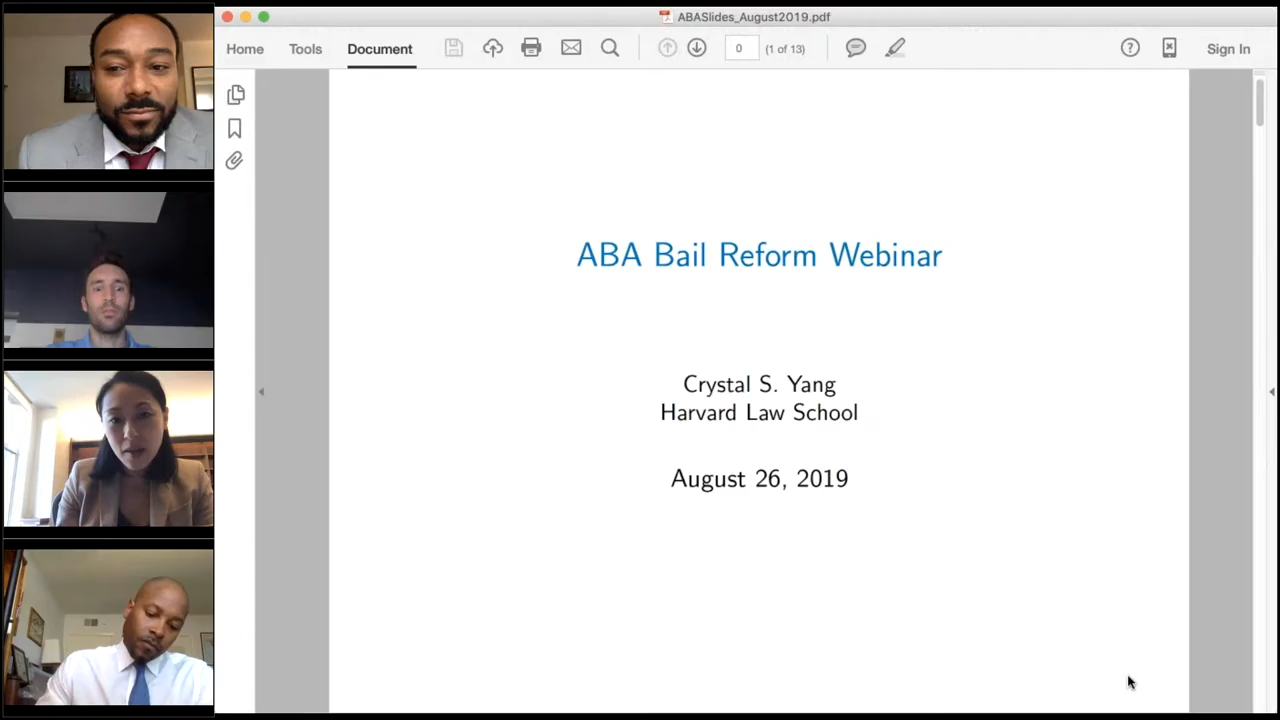 ABASlides_August2019.pdf
Home Tools Document 0 (1 of 13) Sign In
ABA Bail Reform Webinar
Crystal S. Yang
Harvard Law School
August 26, 2019